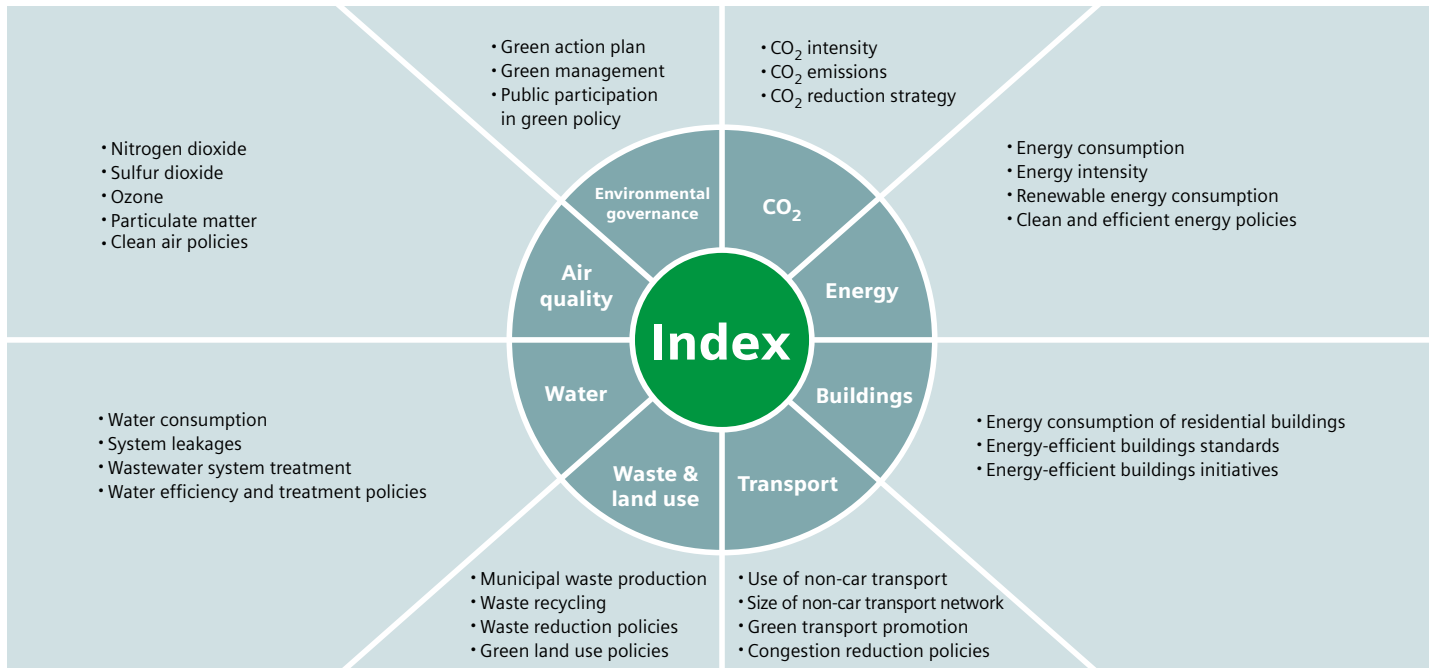 • Green action plan
• Green management
• Public participation
in green policy
• CO₂ intensity
• CO₂ emissions
• CO₂ reduction strategy
• Nitrogen dioxide
• Sulfur dioxide
• Ozone
• Particulate matter
• Clean air policies
• Energy consumption
• Energy intensity
• Renewable energy consumption
• Clean and efficient energy policies
Environmental
governance
CO₂
Air
quality
Energy
Index
Water
Buildings
Waste &
land use
Transport
• Water consumption
• System leakages
• Wastewater system treatment
• Water efficiency and treatment policies
• Energy consumption of residential buildings
• Energy-efficient buildings standards
• Energy-efficient buildings initiatives
• Municipal waste production
• Waste recycling
• Waste reduction policies
• Green land use policies
• Use of non-car transport
• Size of non-car transport network
• Green transport promotion
• Congestion reduction policies